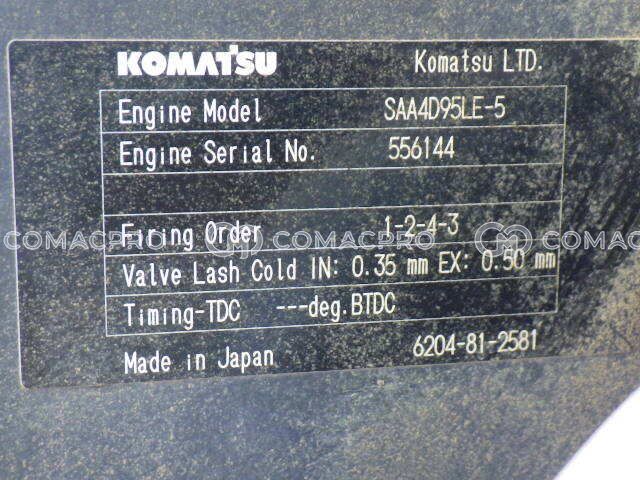 KOMATSU Komatsu LTD.
Engine Model SAA4D95LE-5
Engine Serial No. 556144
Firing Order 1-2-4-3
COMACPRO COMACPRO COMACPRO
Valve Lash Cold IN: 0.35 mm EX: 0.50 mm
Timing-TDC ---deg.BTDC
Made in Japan 6204-81-2581